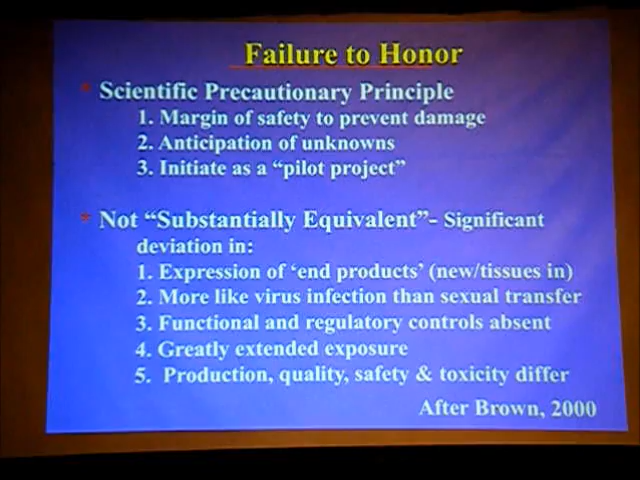 Failure to Honor
* Scientific Precautionary Principle
1. Margin of safety to prevent damage
2. Anticipation of unknowns
3. Initiate as a “pilot project”
* Not “Substantially Equivalent”- Significant
deviation in:
1. Expression of ‘end products’ (new/tissues in)
2. More like virus infection than sexual transfer
3. Functional and regulatory controls absent
4. Greatly extended exposure
5. Production, quality, safety & toxicity differ
After Brown, 2000